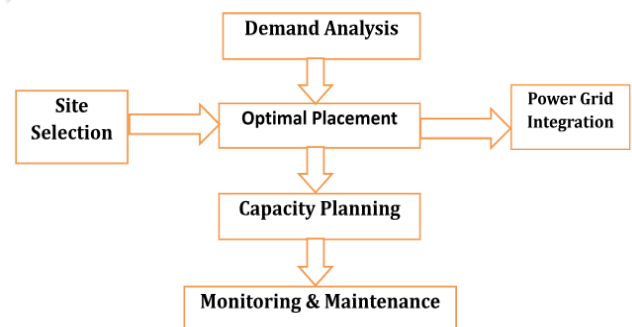 Demand Analysis
Site
Selection
Optimal Placement
Power Grid
Integration
Capacity Planning
Monitoring & Maintenance